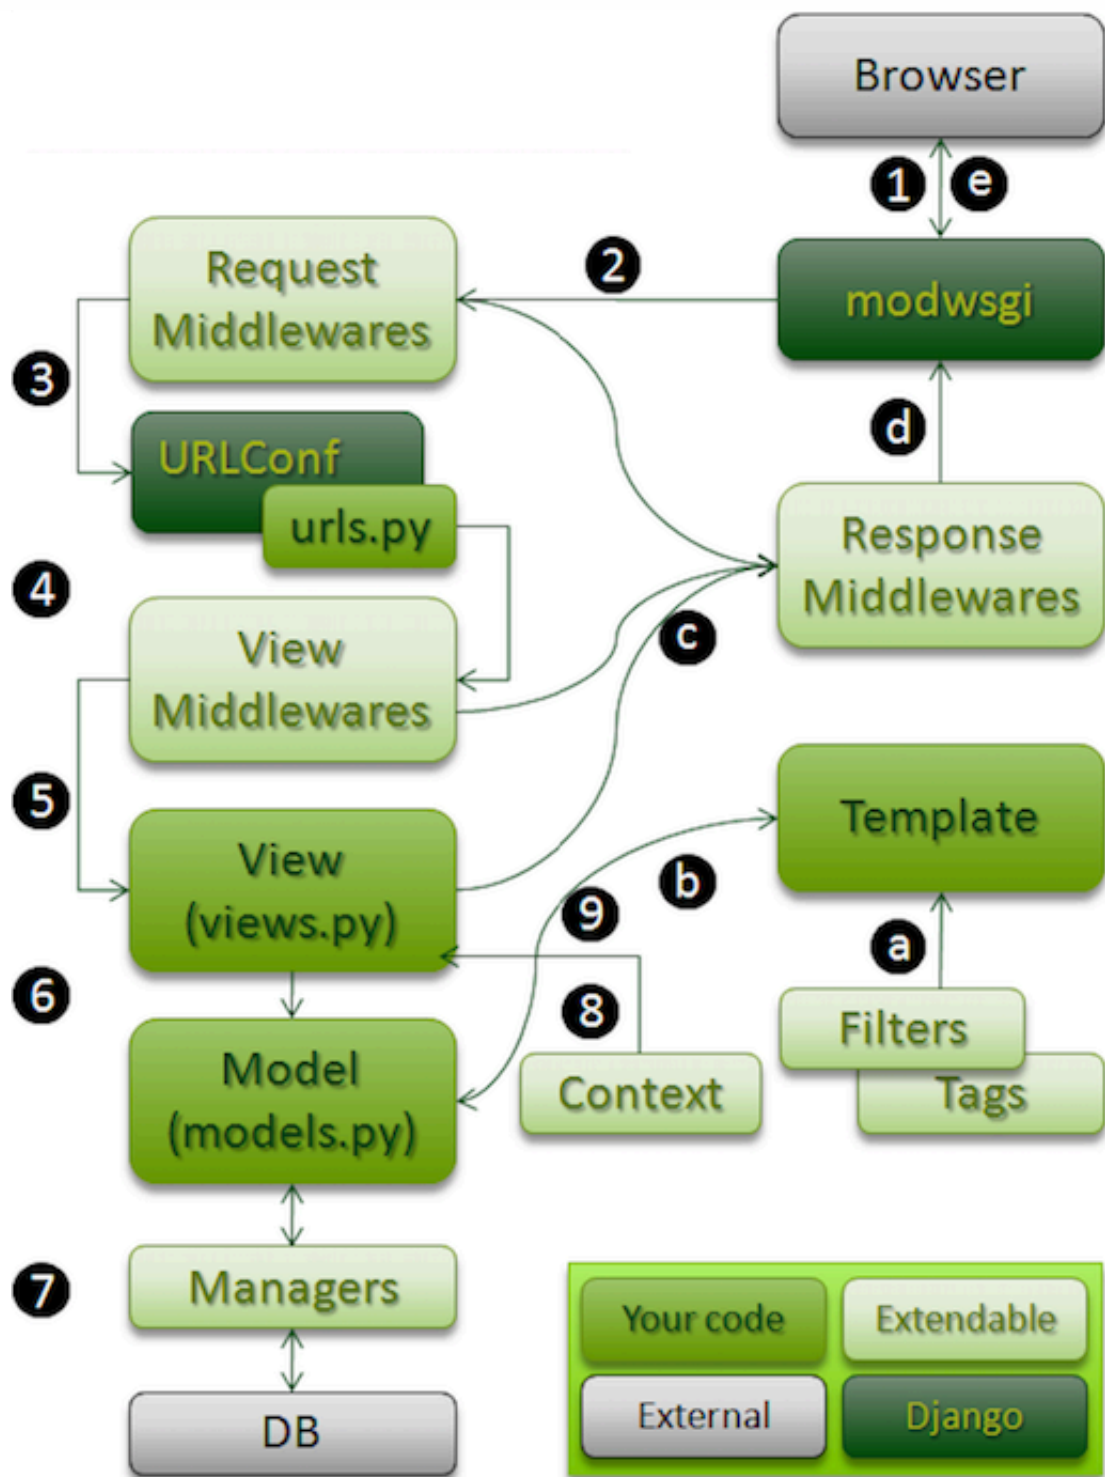 Browser
1
e
Request
Middlewares
2
modwsgi
3
URLConf
urls.py
d
Response
Middlewares
4
View
Middlewares
c
5
View
(views.py)
Template
b
9
a
6
8
Filters
Tags
Model
(models.py)
Context
7
Managers
DB
Your code
Extendable
External
Django